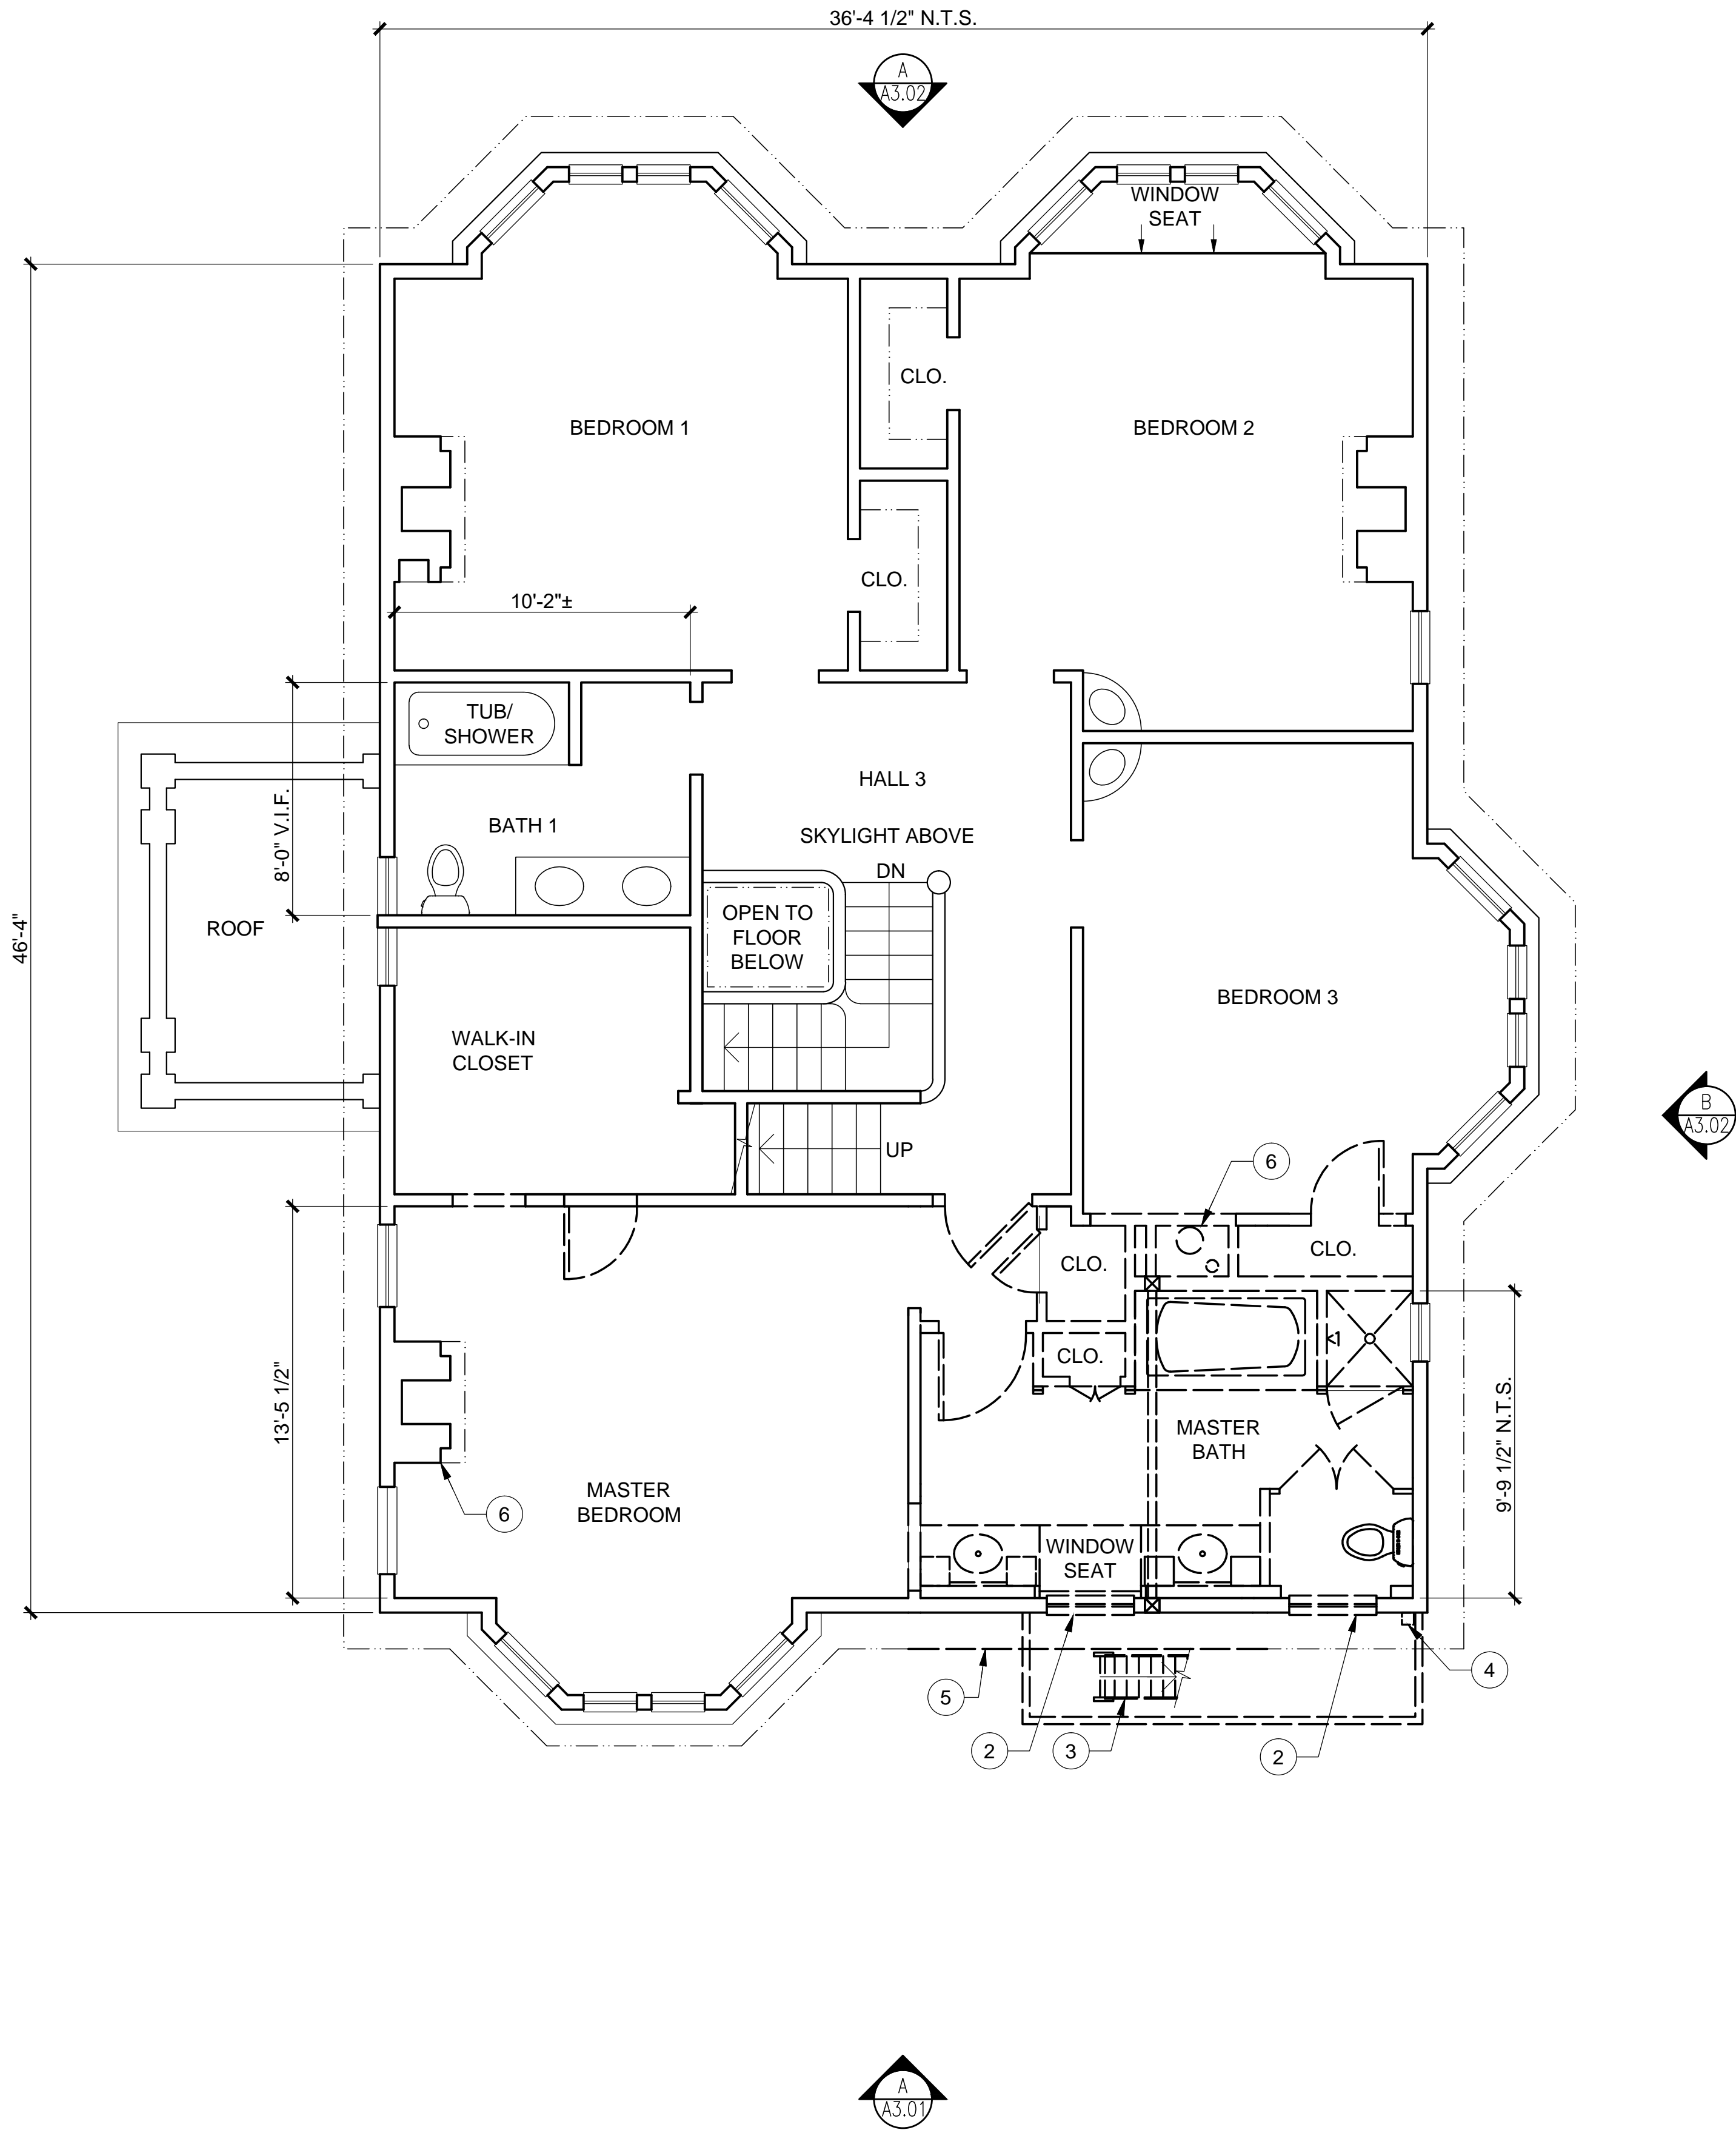 36'-4 1/2" N.T.S.
A
A3.02
WINDOW
SEAT
CLO.
BEDROOM 1
BEDROOM 2
CLO.
10'-2"±
TUB/
SHOWER
HALL 3
8'-0" V.I.F.
BATH 1
SKYLIGHT ABOVE
DN
46'-4"
ROOF
OPEN TO
FLOOR
BELOW
BEDROOM 3
WALK-IN
CLOSET
B
A3.02
UP
6
CLO.
CLO.
CLO.
13'-5 1/2"
MASTER
BATH
9'-9 1/2" N.T.S.
MASTER
BEDROOM
6
WINDOW
SEAT
4
5
2
3
2
A
A3.01